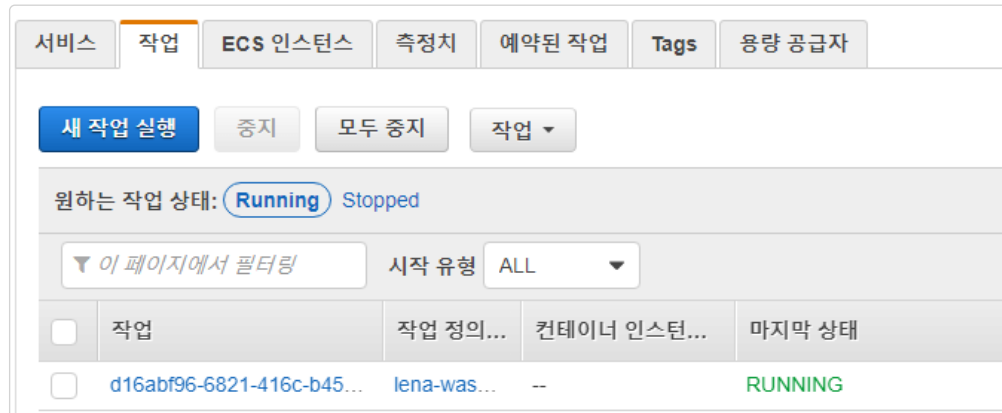 서비스 작업 ECS 인스턴스 측정치 예약된 작업 Tags 용량 공급자
새 작업 실행 중지 모두 중지 작업
원하는 작업 상태: Running Stopped
이 페이지에서 필터링 시작 유형 ALL
작업 작업 정의... 컨테이너 인스턴... 마지막 상태
d16abf96-6821-416c-b45... lena-was... -- RUNNING